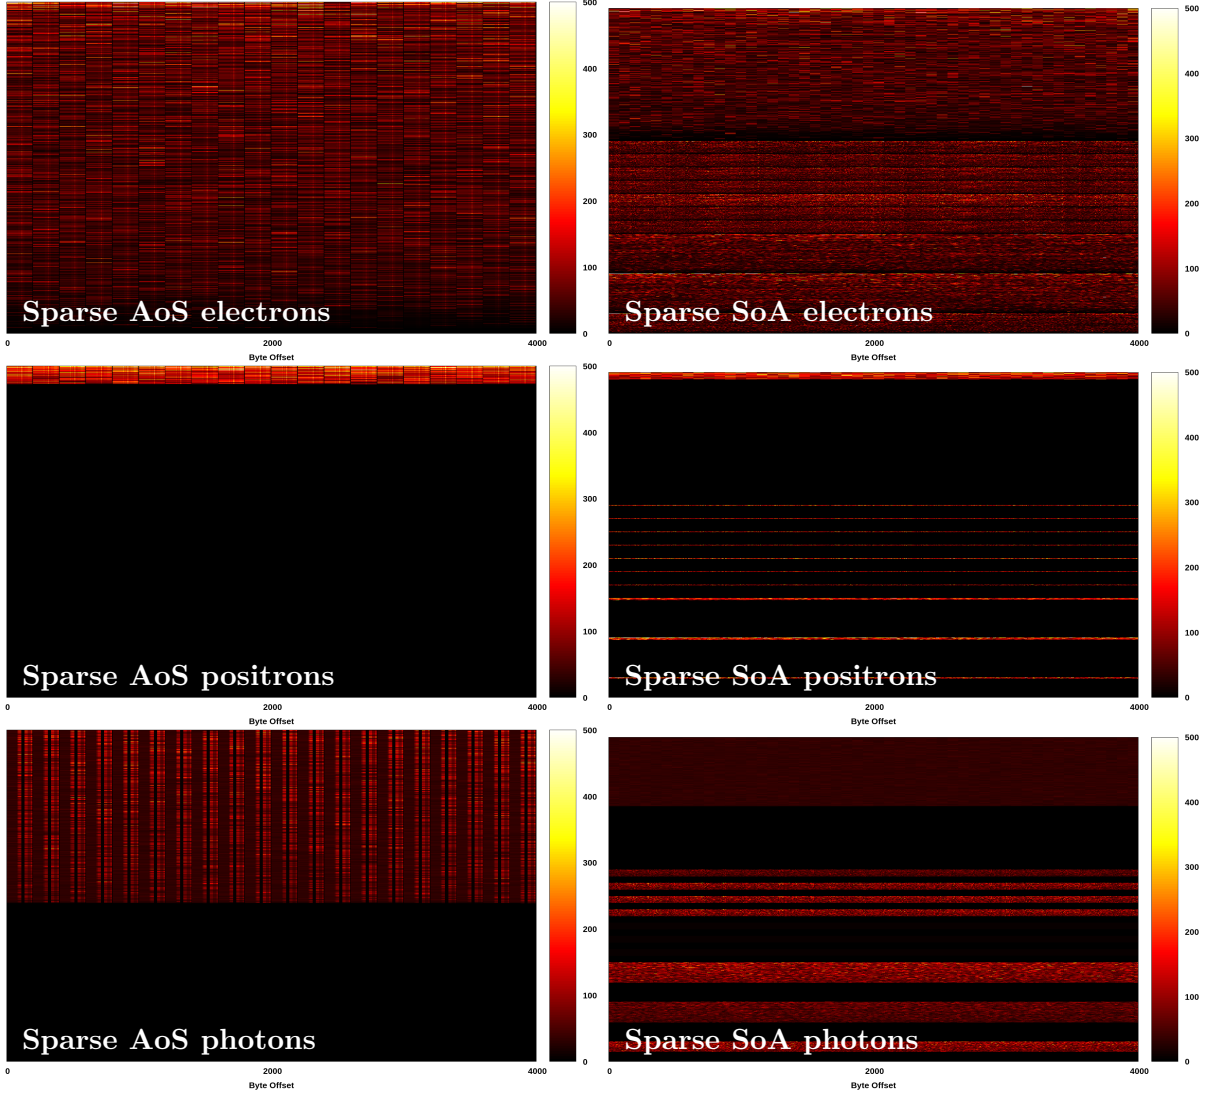 500
400
300
200
100
0
Sparse AoS electrons
0 2000 4000
Byte Offset
500
400
300
200
100
0
Sparse SoA electrons
0 2000 4000
Byte Offset
500
400
300
200
100
0
Sparse AoS positrons
0 2000 4000
Byte Offset
500
400
300
200
100
0
Sparse SoA positrons
0 2000 4000
Byte Offset
500
400
300
200
100
0
Sparse AoS photons
0 2000 4000
Byte Offset
500
400
300
200
100
0
Sparse SoA photons
0 2000 4000
Byte Offset